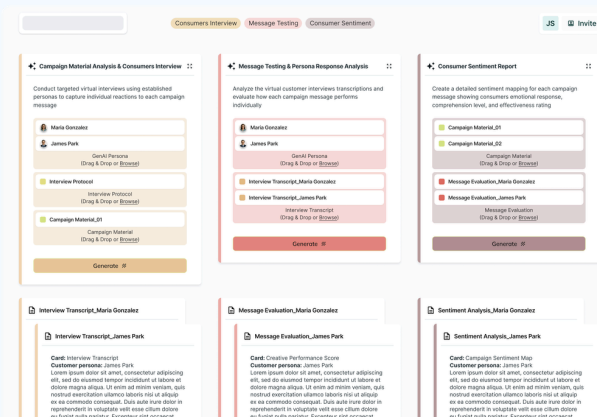 Consumers Interview
Message Testing
Consumer Sentiment
JS
Invite
Campaign Material Analysis & Consumers Interview
Conduct targeted virtual interviews using established
personas to capture individual reactions to each campaign
message
Maria Gonzalez
James Park
GenAI Persona
(Drag & Drop or Browse)
Interview Protocol
Interview Protocol
(Drag & Drop or Browse)
Campaign Material_01
Campaign Material
(Drag & Drop or Browse)
Generate
Message Testing & Persona Response Analysis
Analyze the virtual customer interviews transcriptions and
evaluate how each campaign message performs
individually
Maria Gonzalez
James Park
GenAI Persona
(Drag & Drop or Browse)
Interview Transcript_Maria Gonzalez
Interview Transcript_James Park
Interview Transcript
(Drag & Drop or Browse)
Generate
Consumer Sentiment Report
Create a detailed sentiment mapping for each campaign
message showing consumers emotional response,
comprehension level, and effectiveness rating
Campaign Material_01
Campaign Material_02
Campaign Material
(Drag & Drop or Browse)
Message Evaluation_Maria Gonzalez
Message Evaluation_James Park
Message Evaluation
(Drag & Drop or Browse)
Generate
Interview Transcript_Maria Gonzalez
Interview Transcript_James Park
Card: Interview Transcript
Customer persona: James Park
Lorem ipsum dolor sit amet, consectetur adipiscing
elit, sed do eiusmod tempor incididunt ut labore et
dolore magna aliqua. Ut enim ad minim veniam, quis
nostrud exercitation ullamco laboris nisi ut aliquip
ex ea commodo consequat. Duis aute irure dolor in
reprehenderit in voluptate velit esse cillum dolore
Message Evaluation_Maria Gonzalez
Message Evaluation_James Park
Card: Creative Performance Score
Customer persona: James Park
Lorem ipsum dolor sit amet, consectetur adipiscing
elit, sed do eiusmod tempor incididunt ut labore et
dolore magna aliqua. Ut enim ad minim veniam, quis
nostrud exercitation ullamco laboris nisi ut aliquip
ex ea commodo consequat. Duis aute irure dolor in
reprehenderit in voluptate velit esse cillum dolore
Sentiment Analysis_Maria Gonzalez
Sentiment Analysis_James Park
Card: Campaign Sentiment Map
Customer persona: James Park
Lorem ipsum dolor sit amet, consectetur adipiscing
elit, sed do eiusmod tempor incididunt ut labore et
dolore magna aliqua. Ut enim ad minim veniam, quis
nostrud exercitation ullamco laboris nisi ut aliquip
ex ea commodo consequat. Duis aute irure dolor in
reprehenderit in voluptate velit esse cillum dolore